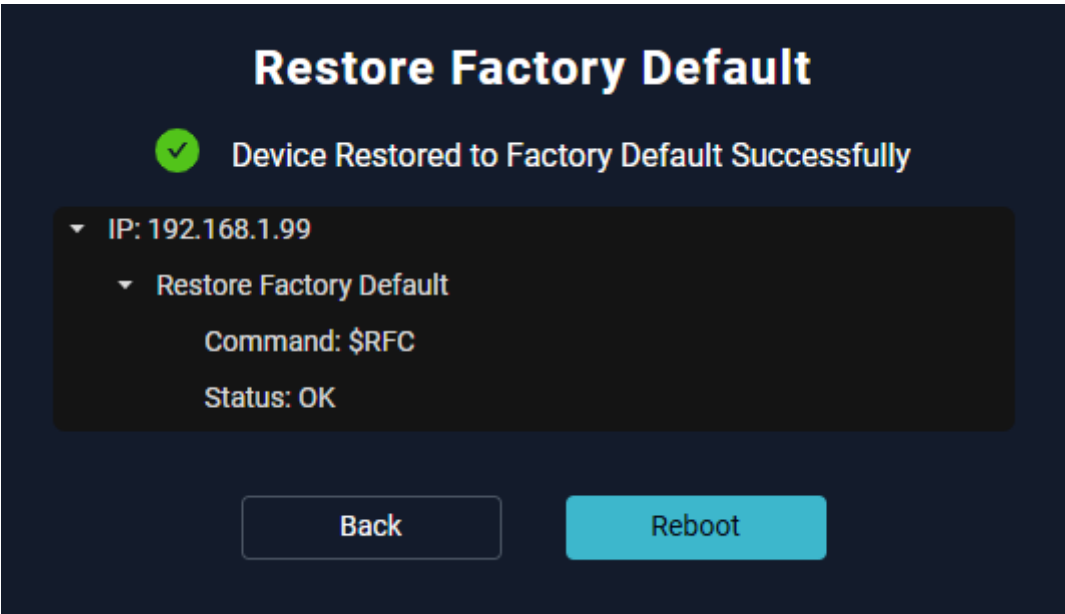 Restore Factory Default
Device Restored to Factory Default Successfully
IP: 192.168.1.99
Restore Factory Default
Command: $RFC
Status: OK
Back
Reboot